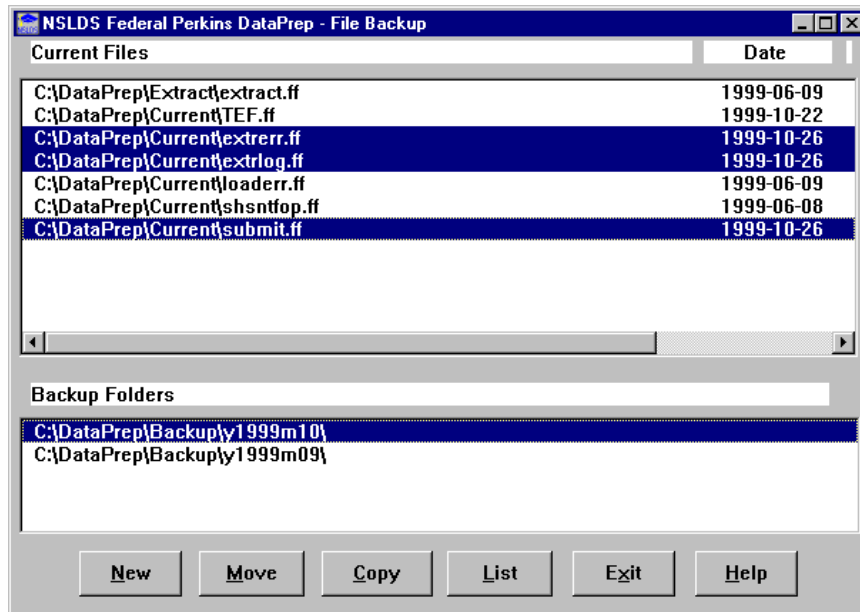 NSLDS Federal Perkins DataPrep - File Backup
Current Files Date
C:\DataPrep\Extract\extract.ff 1999-06-09
C:\DataPrep\Current\TEF.ff 1999-10-22
C:\DataPrep\Current\extrerr.ff 1999-10-26
C:\DataPrep\Current\extrlog.ff 1999-10-26
C:\DataPrep\Current\loaderr.ff 1999-06-09
C:\DataPrep\Current\shsntfop.ff 1999-06-08
C:\DataPrep\Current\submit.ff 1999-10-26
Backup Folders
C:\DataPrep\Backup\y1999m10\
C:\DataPrep\Backup\y1999m09\
New Move Copy List Exit Help